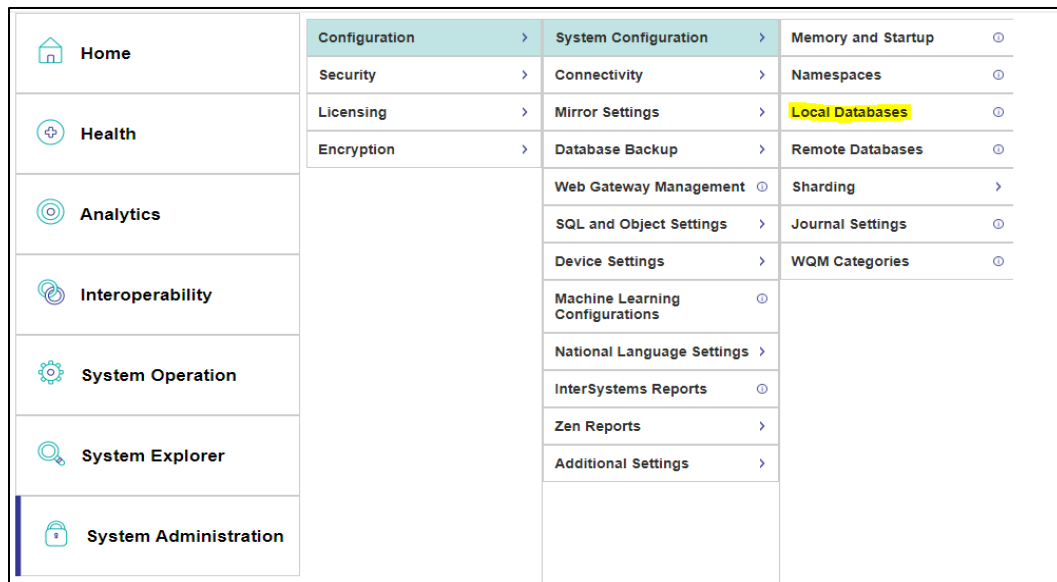 Home
Health
Analytics
Interoperability
System Operation
System Explorer
System Administration
Configuration
Security
Licensing
Encryption
System Configuration
Connectivity
Mirror Settings
Database Backup
Web Gateway Management
SQL and Object Settings
Device Settings
Machine Learning
Configurations
National Language Settings
InterSystems Reports
Zen Reports
Additional Settings
Memory and Startup
Namespaces
Local Databases
Remote Databases
Sharding
Journal Settings
WQM Categories